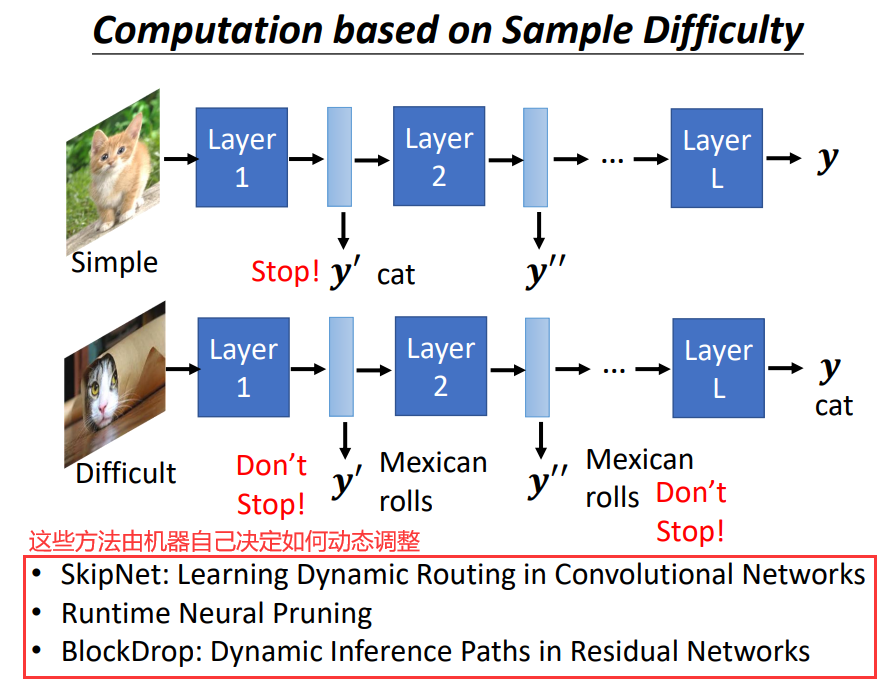 Computation based on Sample Difficulty
Layer 1
Layer 2
...
Layer L
y
Simple
Stop! y′ cat
y′′
Layer 1
Layer 2
...
Layer L
y
cat
Difficult
Don’t Stop!
y′ Mexican rolls
y′′ Mexican rolls
Don’t Stop!
这些方法由机器自己决定如何动态调整
• SkipNet: Learning Dynamic Routing in Convolutional Networks
• Runtime Neural Pruning
• BlockDrop: Dynamic Inference Paths in Residual Networks